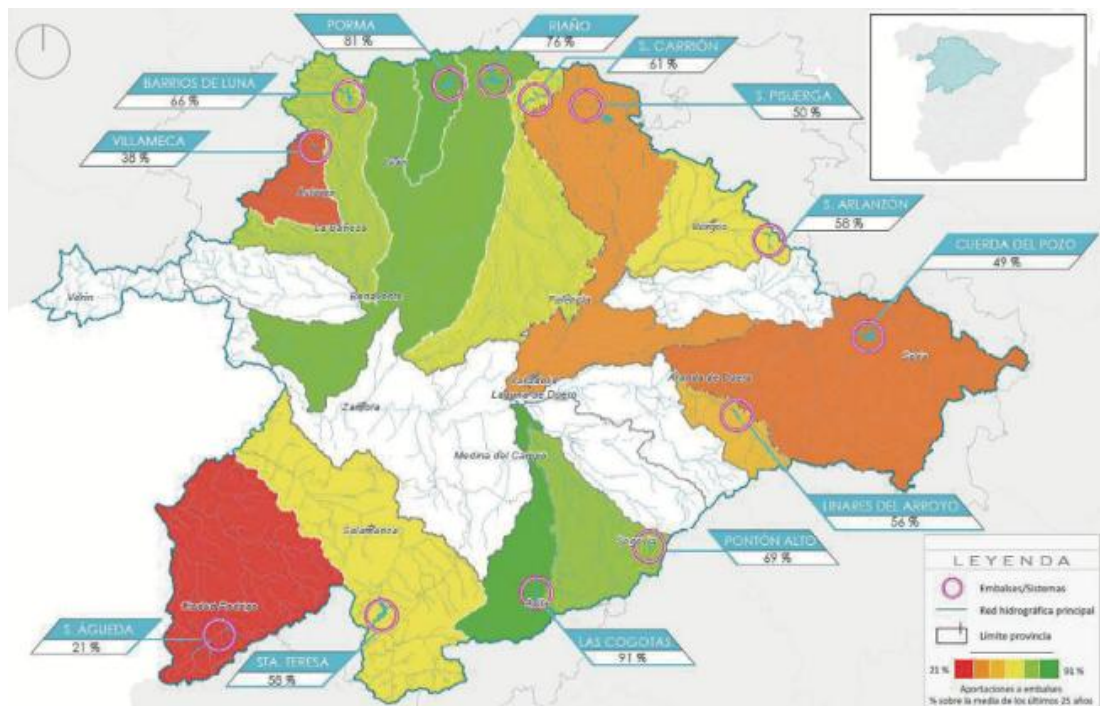 PORMA
81 %
RIAÑO
76 %
S. CARRIÓN
61 %
BARRIOS DE LUNA
66 %
S. PISUERGA
50 %
VILLAMECA
38 %
León
Astorga
La Bañeza
S. ARLANZÓN
58 %
Burgos
CUERDA DEL POZO
49 %
Verín
Benavente
Palencia
Soria
Aranda de Duero
Laguna de Duero
Zamora
Medina del Campo
LINARES DEL ARROYO
56 %
Salamanca
Segovia
PONTÓN ALTO
69 %
Ciudad Rodrigo
Ávila
S. ÁGUEDA
21 %
STA. TERESA
58 %
LAS COGOTAS
91 %
LEYENDA
Embalses/Sistemas
Red hidrográfica principal
Límite provincia
21 %
91 %
Aportaciones a embalses
% sobre la media de los últimos 25 años